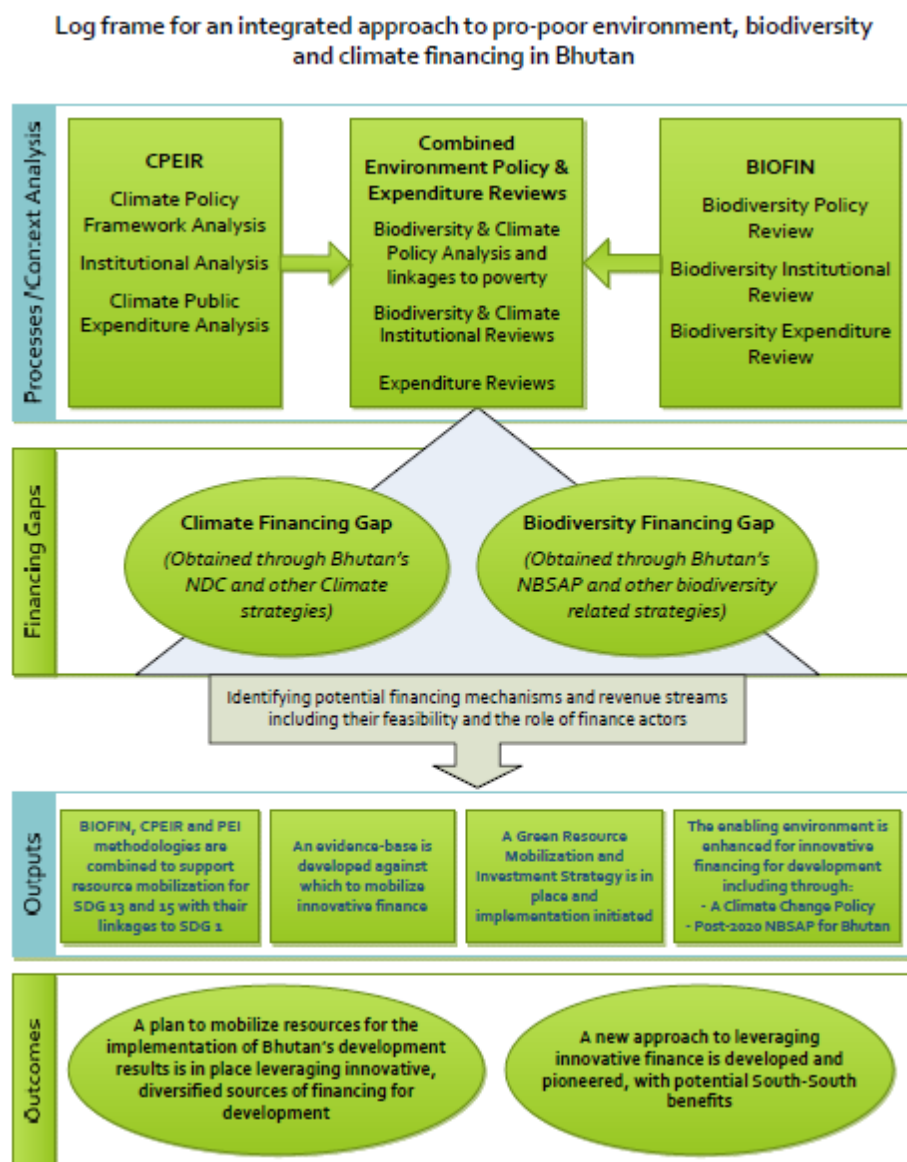 Log frame for an integrated approach to pro-poor environment, biodiversity
and climate financing in Bhutan
Processes /Context Analysis
CPEIR
Climate Policy
Framework Analysis
Institutional Analysis
Climate Public
Expenditure Analysis
Combined
Environment Policy &
Expenditure Reviews
Biodiversity & Climate
Policy Analysis and
linkages to poverty
Biodiversity & Climate
Institutional Reviews
Expenditure Reviews
BIOFIN
Biodiversity Policy
Review
Biodiversity Institutional
Review
Biodiversity Expenditure
Review
Financing Gaps
Climate Financing Gap
(Obtained through Bhutan's
NDC and other Climate
strategies)
Biodiversity Financing Gap
(Obtained through Bhutan's
NBSAP and other biodiversity
related strategies)
Identifying potential financing mechanisms and revenue streams
including their feasibility and the role of finance actors
Outputs
BIOFIN, CPEIR and PEI
methodologies are
combined to support
resource mobilization for
SDG 13 and 15 with their
linkages to SDG 1
An evidence-base is
developed against
which to mobilize
innovative finance
A Green Resource
Mobilization and
Investment Strategy is in
place and
implementation initiated
The enabling environment is
enhanced for innovative
financing for development
including through:
- A Climate Change Policy
- Post-2020 NBSAP for Bhutan
Outcomes
A plan to mobilize resources for the
implementation of Bhutan's development
results is in place leveraging innovative,
diversified sources of financing for
development
A new approach to leveraging
innovative finance is developed and
pioneered, with potential South-South
benefits